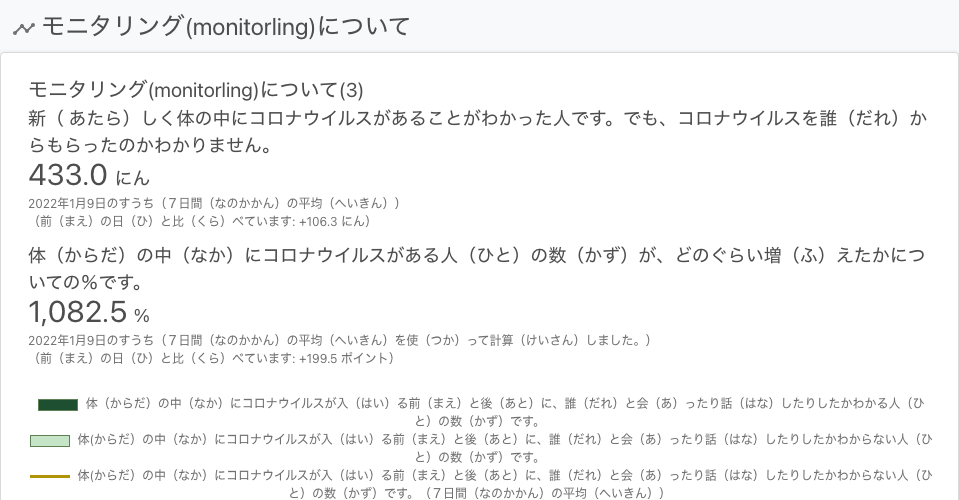 モニタリング(monitorling)について
モニタリング(monitorling)について(3)
新（ あたら）しく体の中にコロナウイルスがあることがわかった人です。でも、コロナウイルスを誰（だれ）か
らもらったのかわかりません。
433.0 にん
2022年1月9日のすうち（７日間（なのかかん）の平均（へいきん））
（前（まえ）の日（ひ）と比（くら）べています: +106.3 にん）
体（からだ）の中（なか）にコロナウイルスがある人（ひと）の数（かず）が、どのぐらい増（ふ）えたかにつ
いての％です。
1,082.5 %
2022年1月9日のすうち（７日間（なのかかん）の平均（へいきん）を使（つか）って計算（けいさん）しました。）
（前（まえ）の日（ひ）と比（くら）べています: +199.5 ポイント）
体（からだ）の中（なか）にコロナウイルスが入（はい）る前（まえ）と後（あと）に、誰（だれ）と会（あ）ったり話（はな）したりしたかわかる人（ひ
と）の数（かず）です。
体(からだ）の中（なか）にコロナウイルスが入（はい）る前（まえ）と後（あと）に、誰（だれ）と会（あ）ったり話（はな）したりしたかわからない人（ひ
と）の数（かず）です。
体(からだ）の中（なか）にコロナウイルスが入（はい）る前（まえ）と後（あと）に、誰（だれ）と会（あ）ったり話（はな）したりしたかわからない人（ひ
と）の数（かず）です。（７日間（なのかかん）の平均（へいきん））